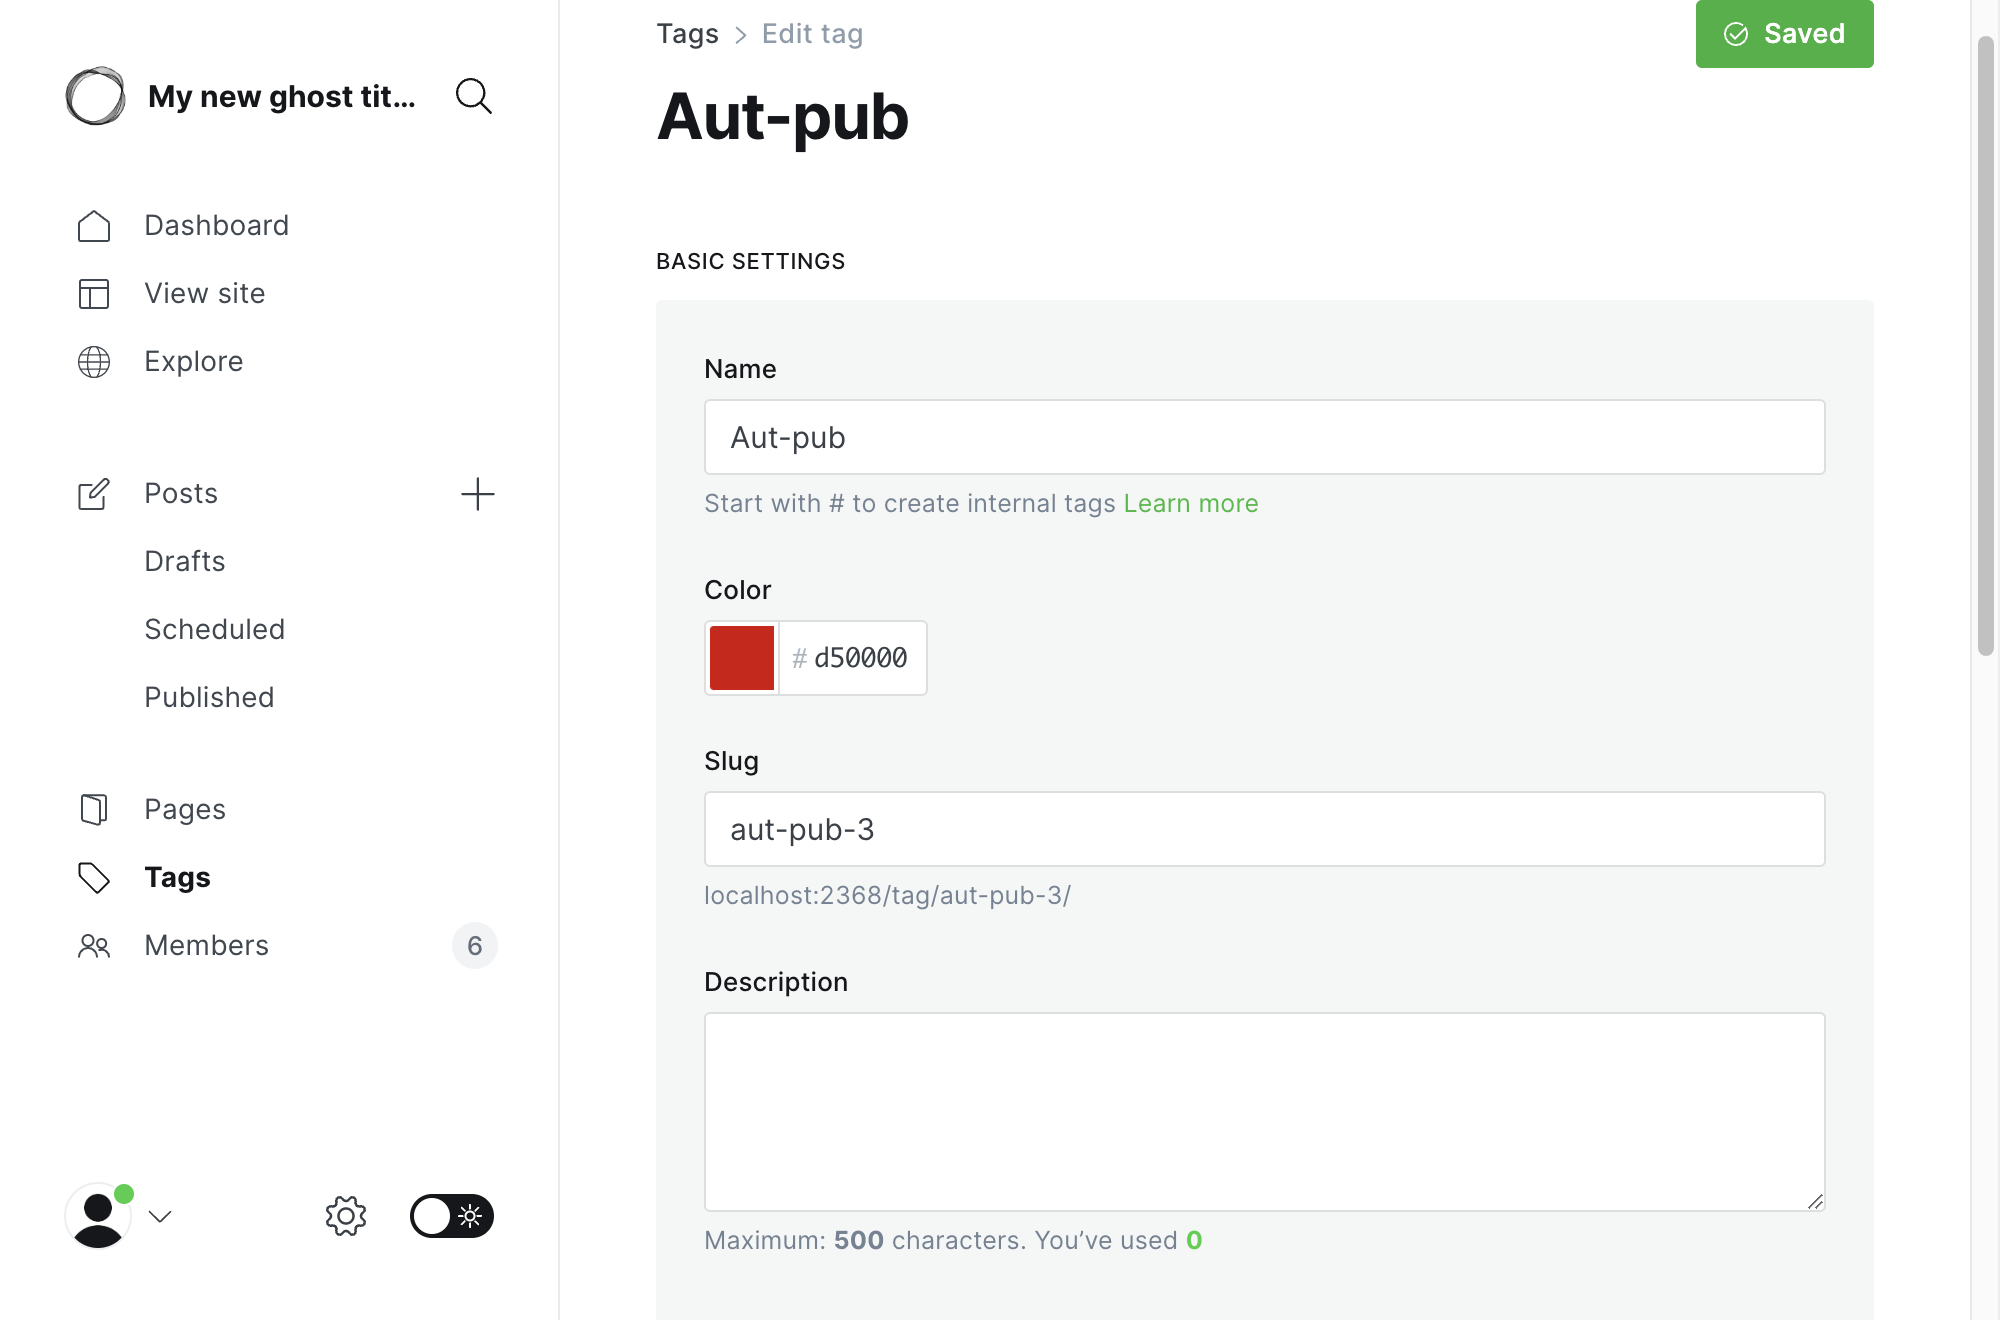 My new ghost tit...
Dashboard
View site
Explore
Posts
Drafts
Scheduled
Published
Pages
Tags
Members
6
Tags > Edit tag
Saved
Aut-pub
BASIC SETTINGS
Name
Aut-pub
Start with # to create internal tags Learn more
Color
# d50000
Slug
aut-pub-3
localhost:2368/tag/aut-pub-3/
Description
Maximum: 500 characters. You’ve used 0